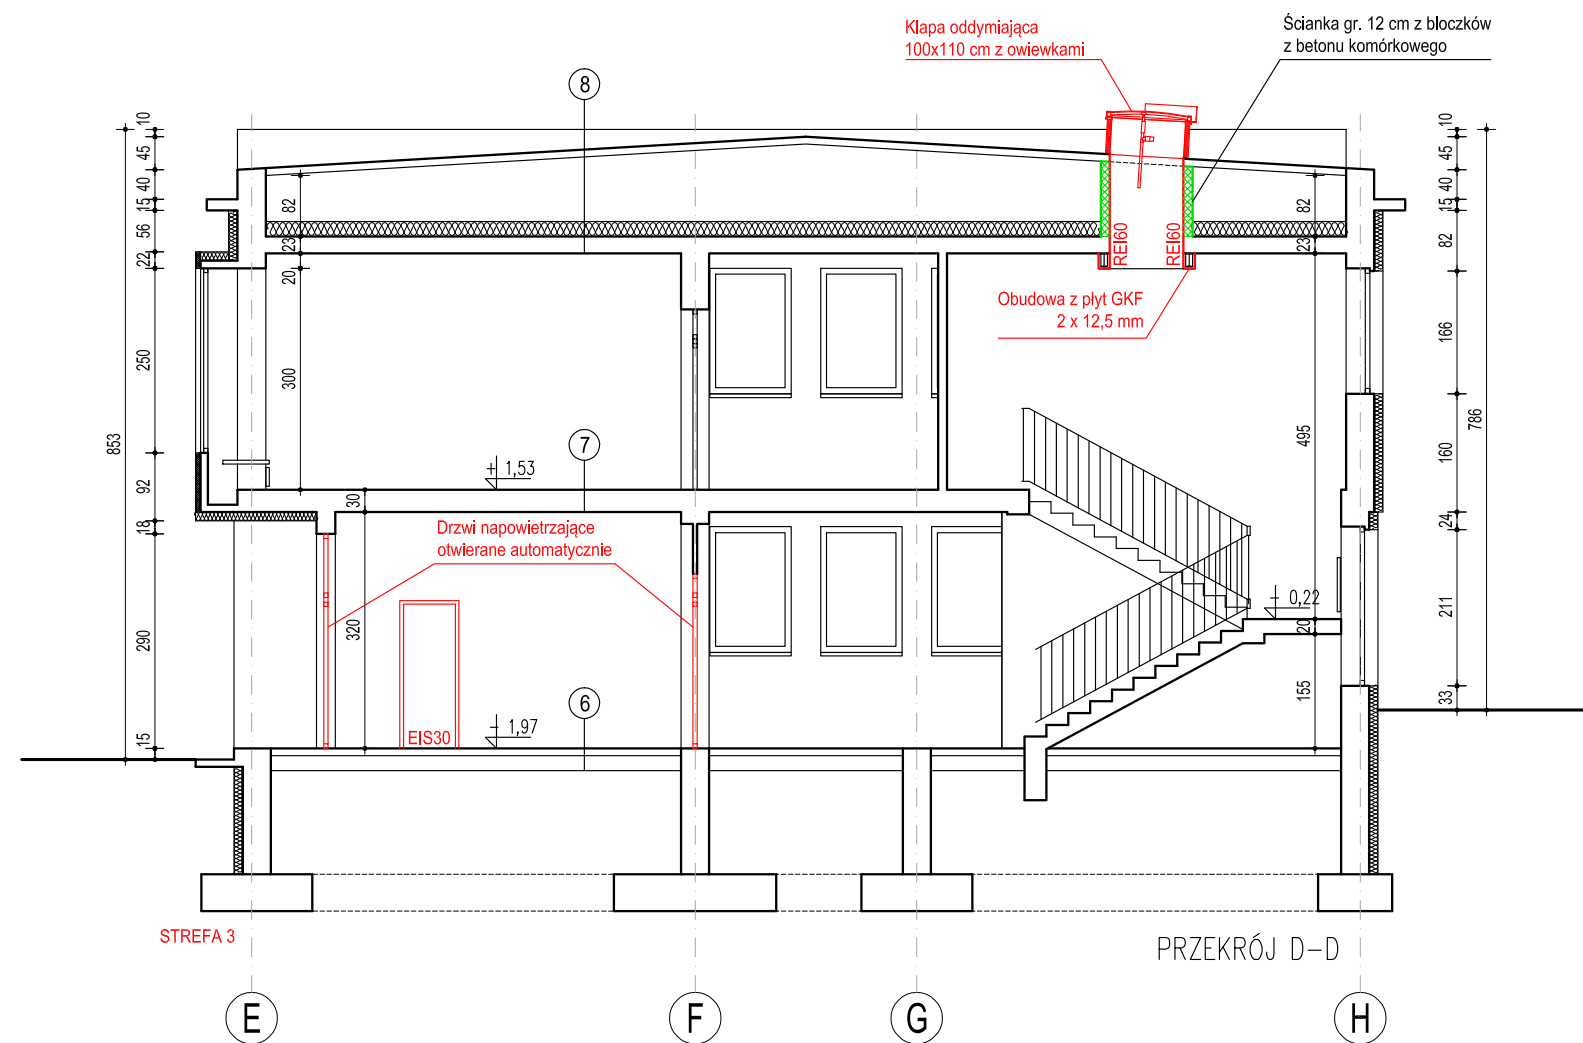 Klapa oddymiająca
100x110 cm z owiewkami
Ścianka gr. 12 cm z bloczków
z betonu komórkowego
8
10
45
40
15
56
22
250
92
18
290
15
853
82
23
20
300
30
320
REI60
REI60
Obudowa z płyt GKF
2 x 12,5 mm
82
23
495
20
155
10
45
40
15
82
166
160
24
211
33
786
7
+ 1,53
Drzwi napowietrzające
otwierane automatycznie
- 0,22
6
EIS30
- 1,97
STREFA 3
PRZEKRÓJ D-D
E
F
G
H